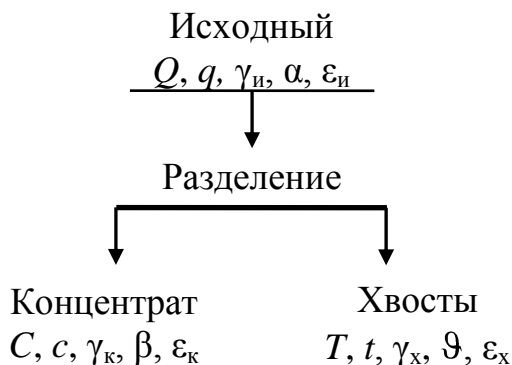 Исходный
Q, q, γи, α, εи
Разделение
Концентрат
C, c, γк, β, εк
Хвосты
T, t, γх, ϑ, εх